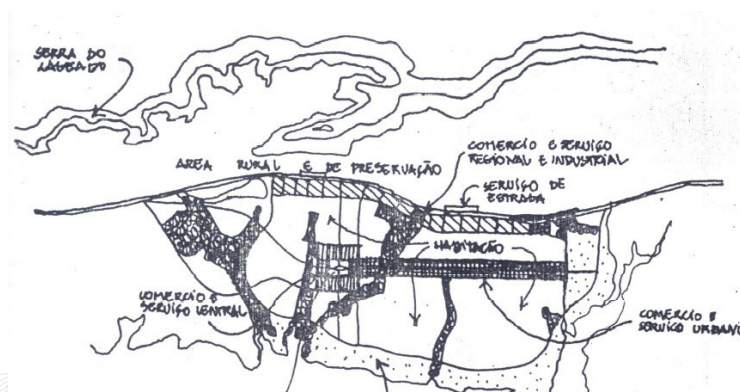 SERRA DO
LAGEADO
AREA RURAL E DE PRESERVAÇÃO
COMERCIO E SERVIÇO
REGIONAL E INDUSTRIAL
SERVIÇO DE
ESTRADA
HABITAÇÃO
COMERCIO E
SERVIÇO CENTRAL
COMERCIO E
SERVIÇO URBANO